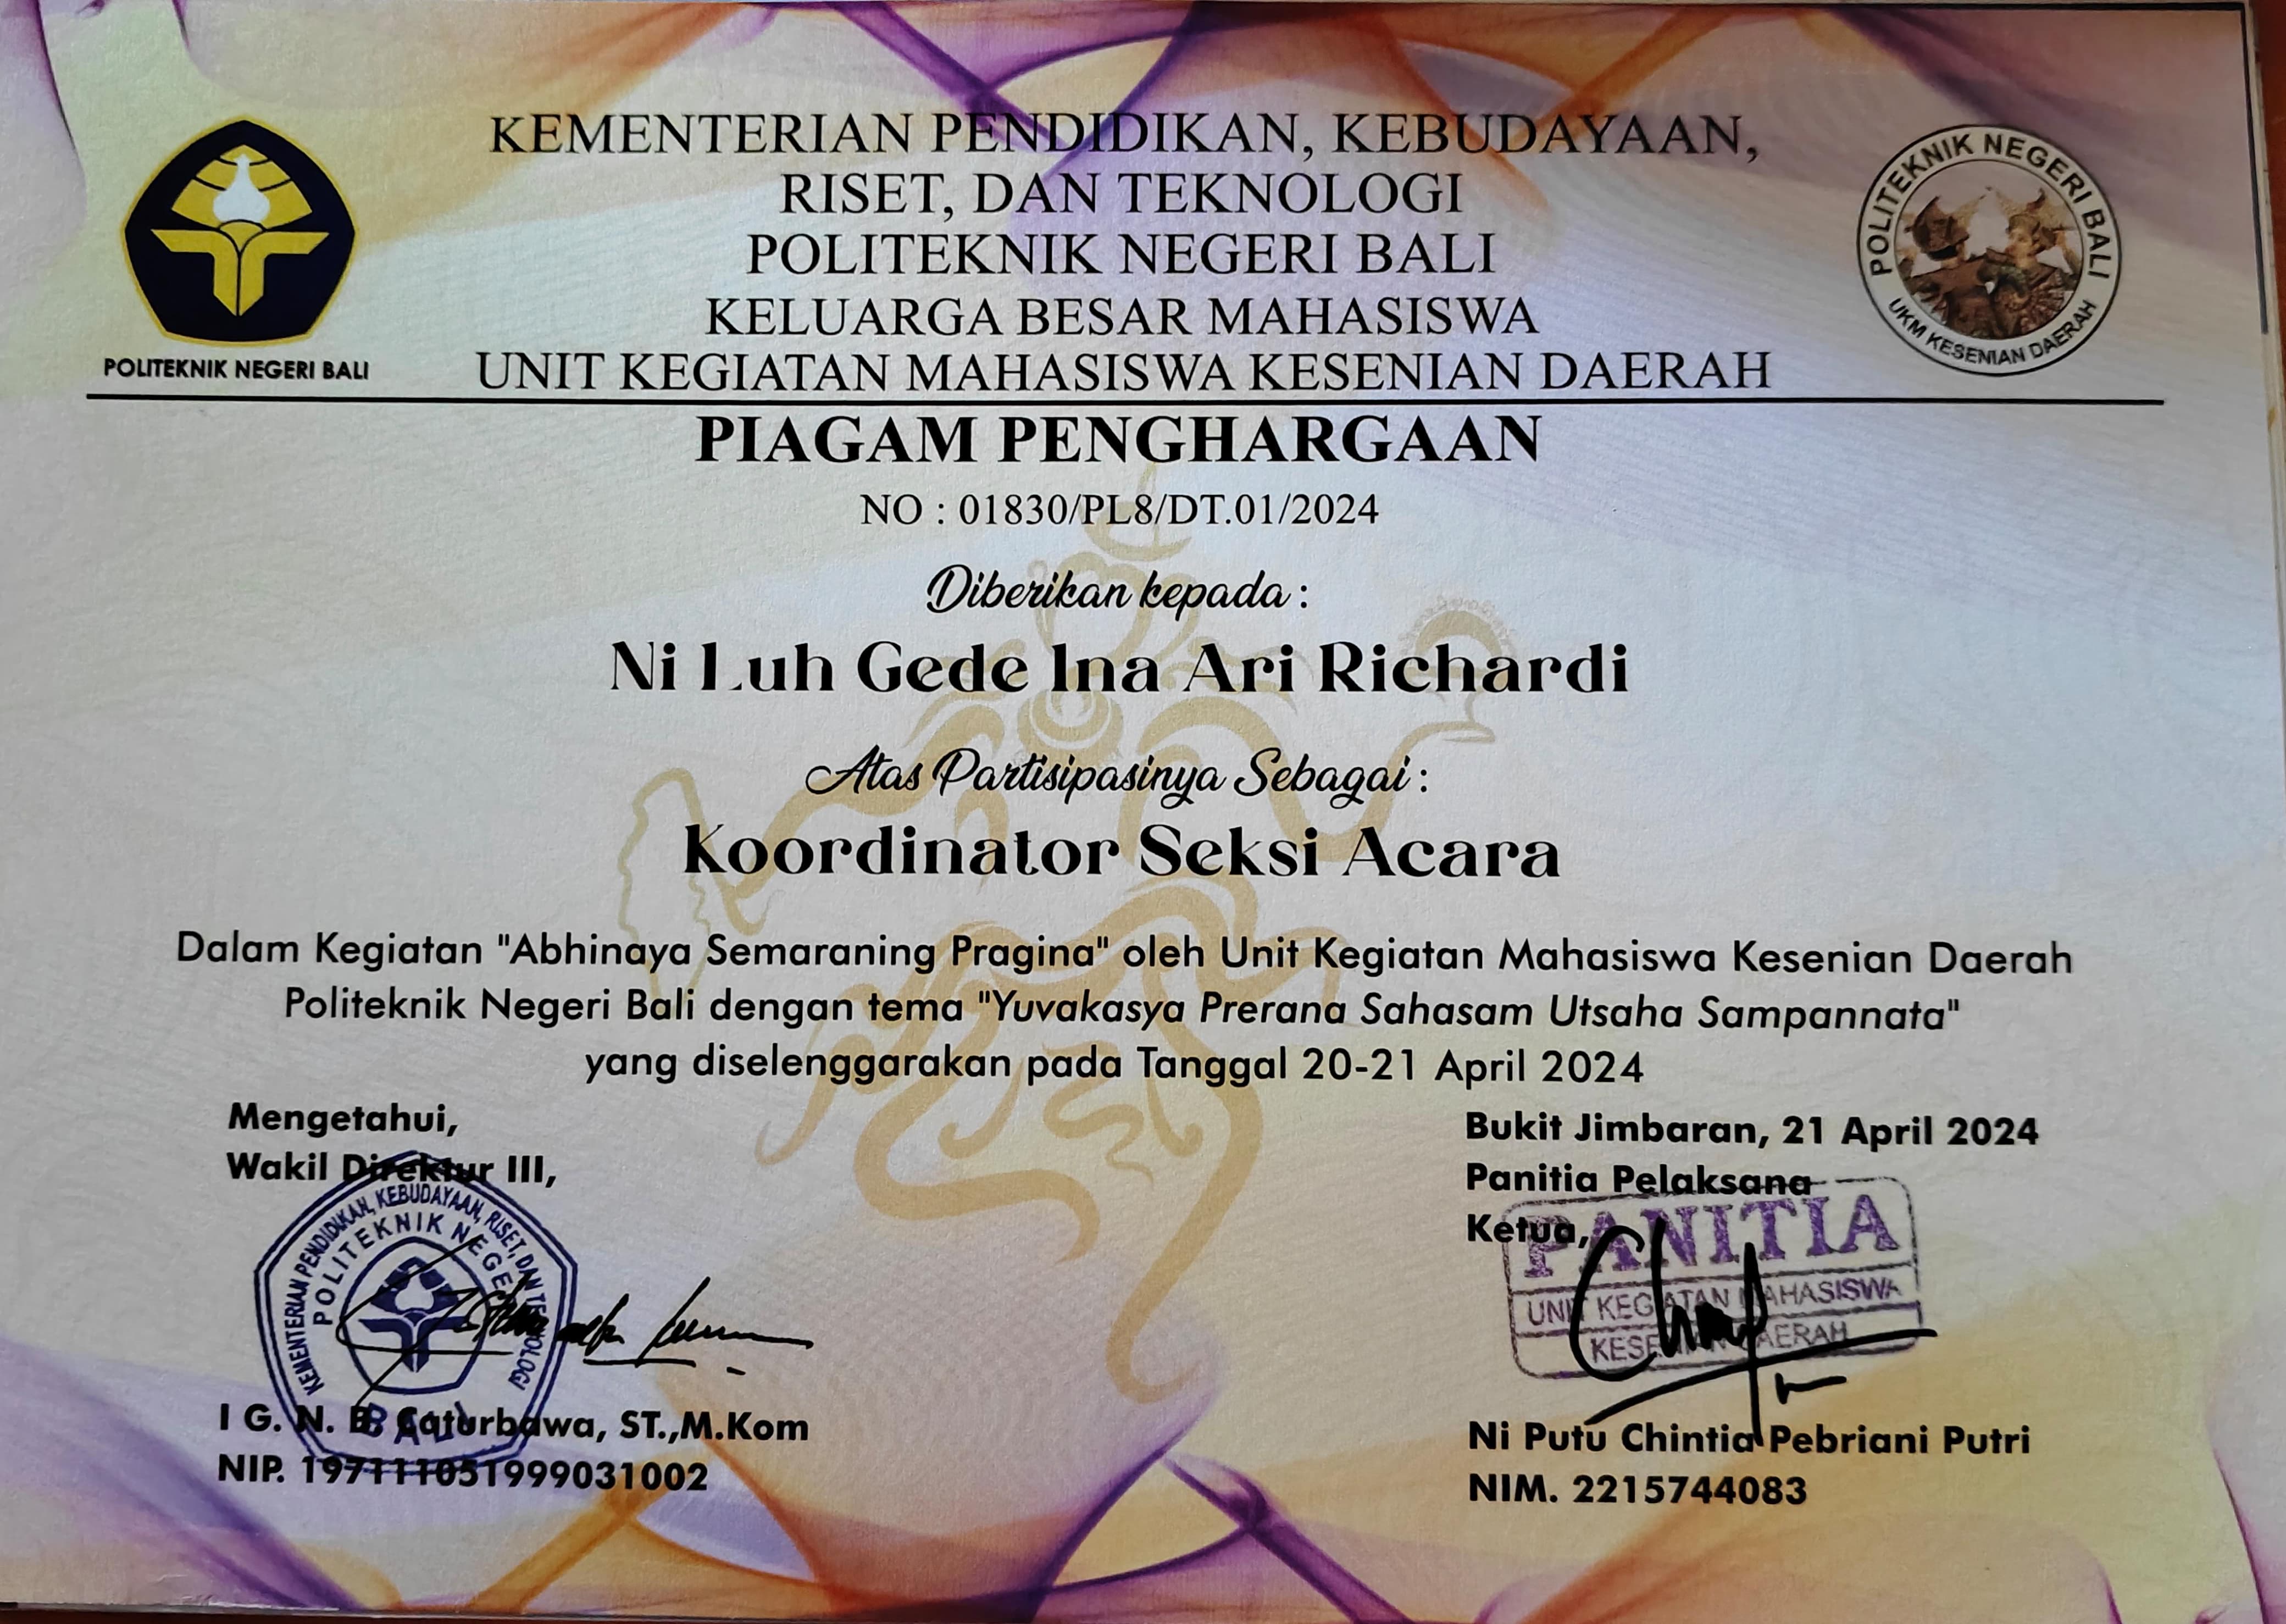 KEMENTERIAN PENDIDIKAN, KEBUDAYAAN,
RISET, DAN TEKNOLOGI
POLITEKNIK NEGERI BALI
KELUARGA BESAR MAHASISWA
UNIT KEGIATAN MAHASISWA KESENIAN DAERAH
POLITEKNIK NEGERI BALI
POLITEKNIK NEGERI BALI
UKM KESENIAN DAERAH
PIAGAM PENGHARGAAN
NO : 01830/PL8/DT.01/2024
Diberikan kepada :
Ni Luh Gede Ina Ari Richardi
Atas Partisipasinya Sebagai :
Koordinator Seksi Acara
Dalam Kegiatan "Abhinaya Semaraning Pragina" oleh Unit Kegiatan Mahasiswa Kesenian Daerah
Politeknik Negeri Bali dengan tema "Yuvakasya Prerana Sahasam Utsaha Sampannata"
yang diselenggarakan pada Tanggal 20-21 April 2024
Mengetahui,
Wakil Direktur III,
KEMENTERIAN PENDIDIKAN, KEBUDAYAAN, RISET, DAN TEKNOLOGI
POLITEKNIK NEGERI
BALI
I G. N. B. Caturbawa, ST.,M.Kom
NIP. 197111051999031002
Bukit Jimbaran, 21 April 2024
Panitia Pelaksana
Ketua,
PANITIA
UNIT KEGIATAN MAHASISWA
KESENIAN DAERAH
Ni Putu Chintia Pebriani Putri
NIM. 2215744083